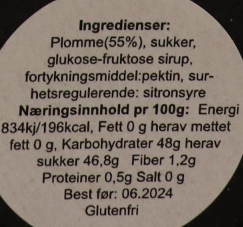 Ingredienser:
Plomme(55%), sukker,
glukose-fruktose sirup,
fortykningsmiddel:pektin, sur-
hetsregulerende: sitronsyre
Næringsinnhold pr 100g: Energi
834kj/196kcal, Fett 0 g herav mettet
fett 0 g, Karbohydrater 48g herav
sukker 46,8g Fiber 1,2g
Proteiner 0,5g Salt 0 g
Best før: 06.2024
Glutenfri